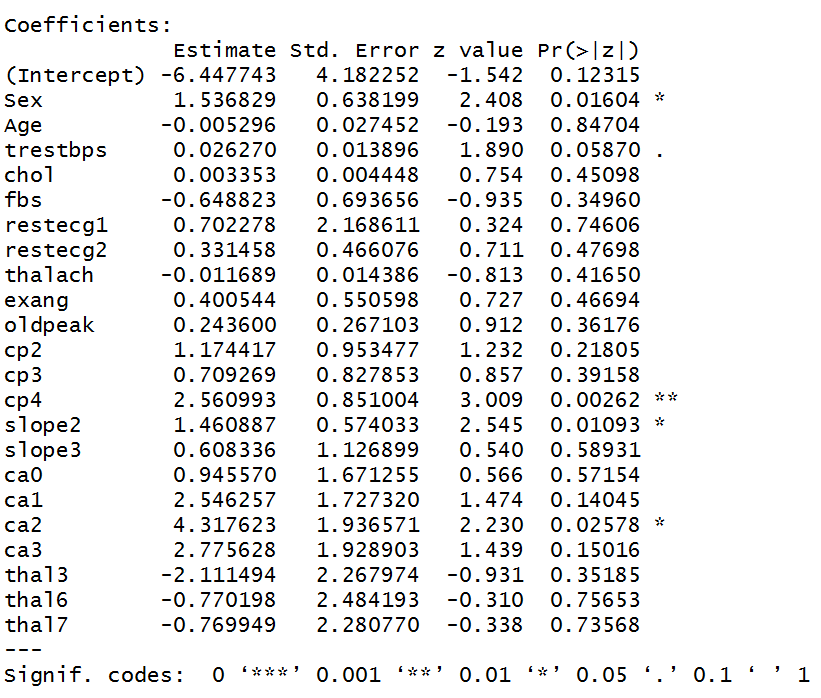 Coefficients:
Estimate Std. Error z value Pr(>|z|)
(Intercept) -6.447743 4.182252 -1.542 0.12315
Sex 1.536829 0.638199 2.408 0.01604 *
Age -0.005296 0.027452 -0.193 0.84704
trestbps 0.026270 0.013896 1.890 0.05870 .
chol 0.003353 0.004448 0.754 0.45098
fbs -0.648823 0.693656 -0.935 0.34960
restecg1 0.702278 2.168611 0.324 0.74606
restecg2 0.331458 0.466076 0.711 0.47698
thalach -0.011689 0.014386 -0.813 0.41650
exang 0.400544 0.550598 0.727 0.46694
oldpeak 0.243600 0.267103 0.912 0.36176
cp2 1.174417 0.953477 1.232 0.21805
cp3 0.709269 0.827853 0.857 0.39158
cp4 2.560993 0.851004 3.009 0.00262 **
slope2 1.460887 0.574033 2.545 0.01093 *
slope3 0.608336 1.126899 0.540 0.58931
ca0 0.945570 1.671255 0.566 0.57154
ca1 2.546257 1.727320 1.474 0.14045
ca2 4.317623 1.936571 2.230 0.02578 *
ca3 2.775628 1.928903 1.439 0.15016
thal3 -2.111494 2.267974 -0.931 0.35185
thal6 -0.770198 2.484193 -0.310 0.75653
thal7 -0.769949 2.280770 -0.338 0.73568
---
Signif. codes: 0 ‘***’ 0.001 ‘**’ 0.01 ‘*’ 0.05 ‘.’ 0.1 ‘ ’ 1